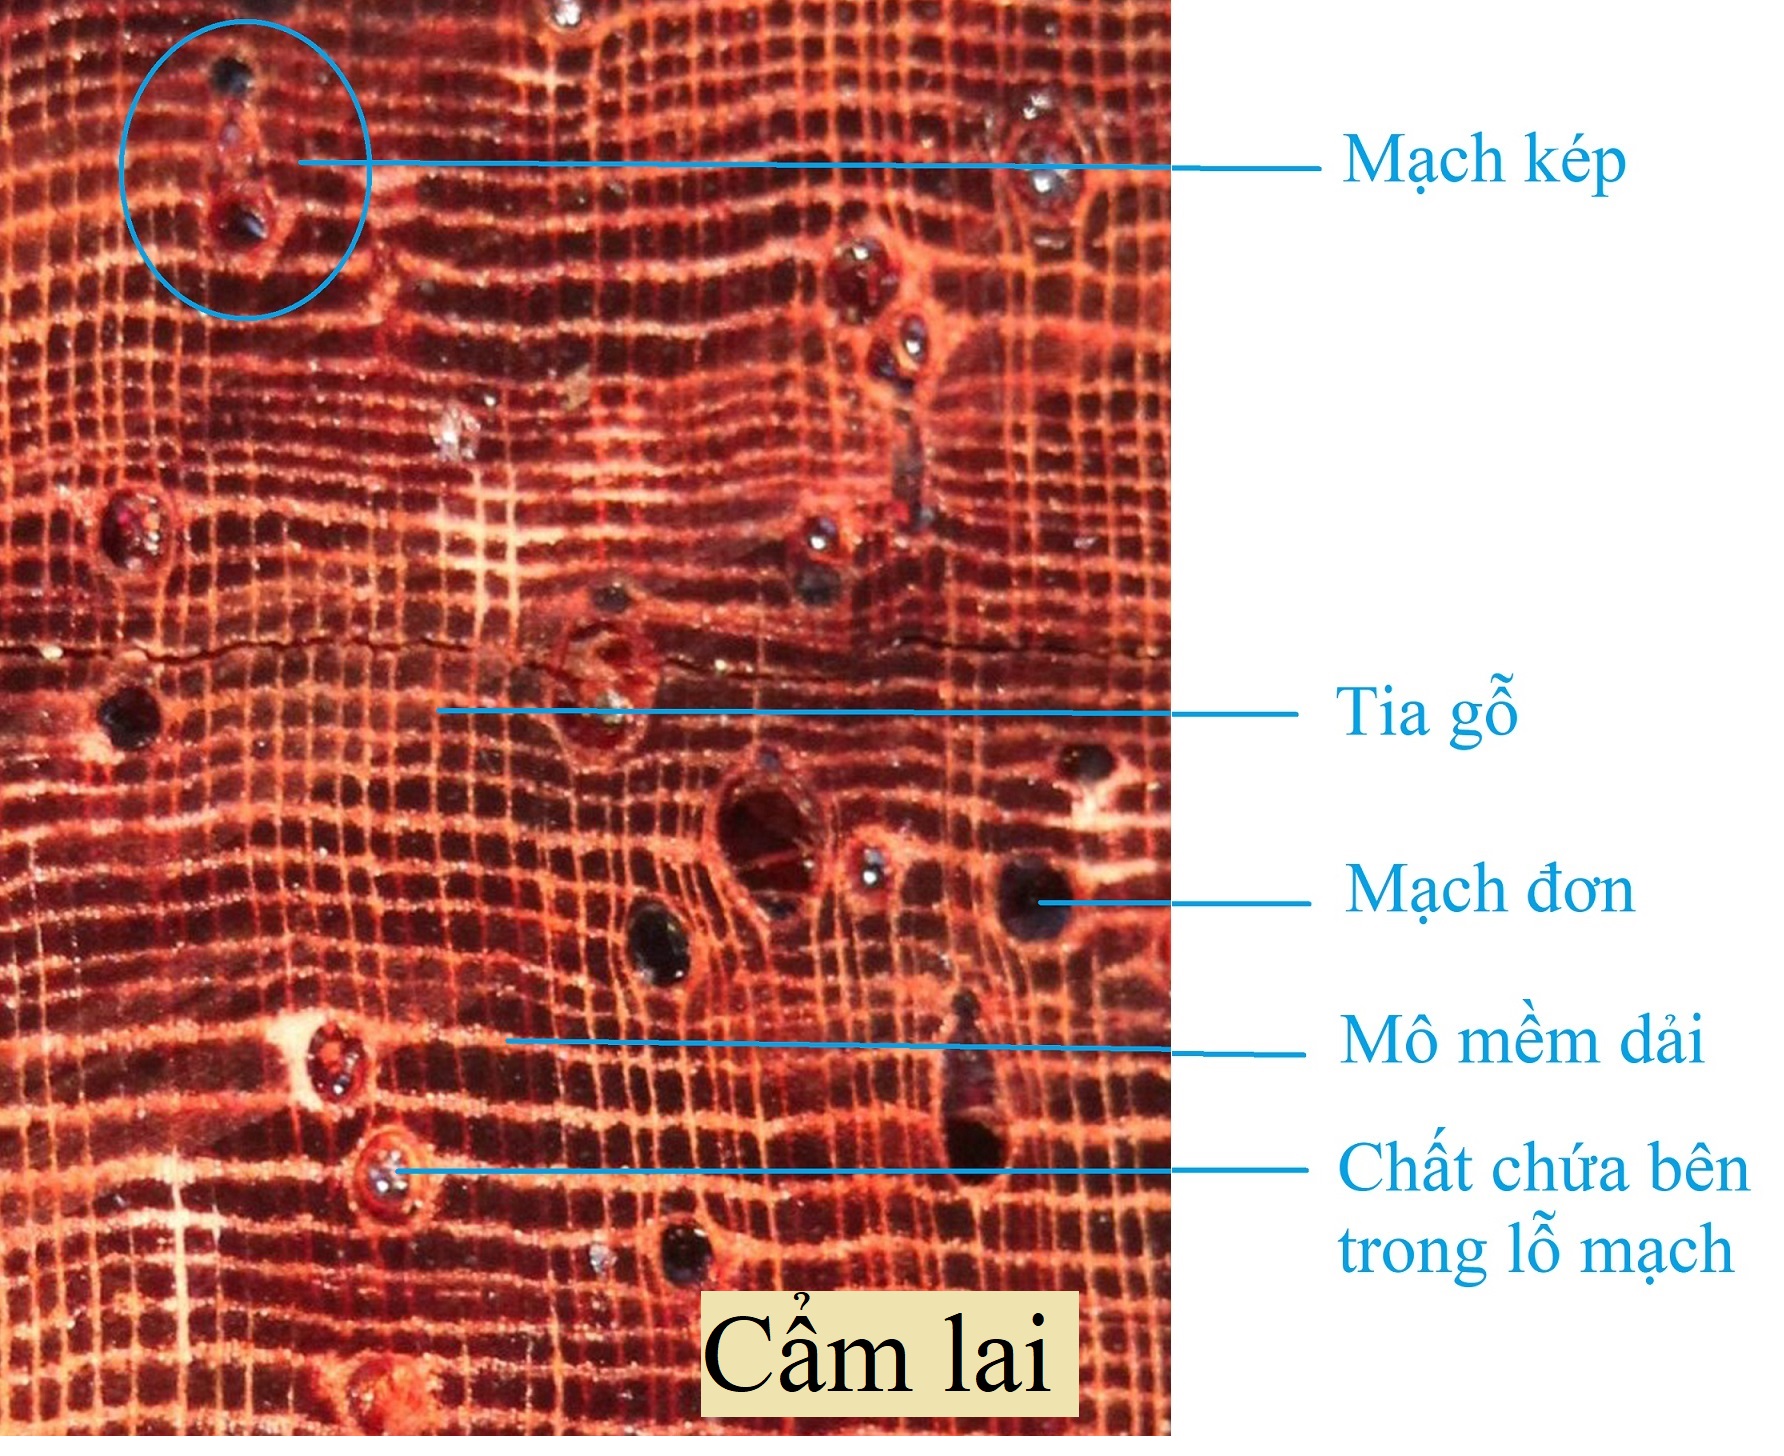 Mạch kép
Tia gỗ
Mạch đơn
Mô mềm dải
Chất chứa bên
trong lỗ mạch
Cẩm lai